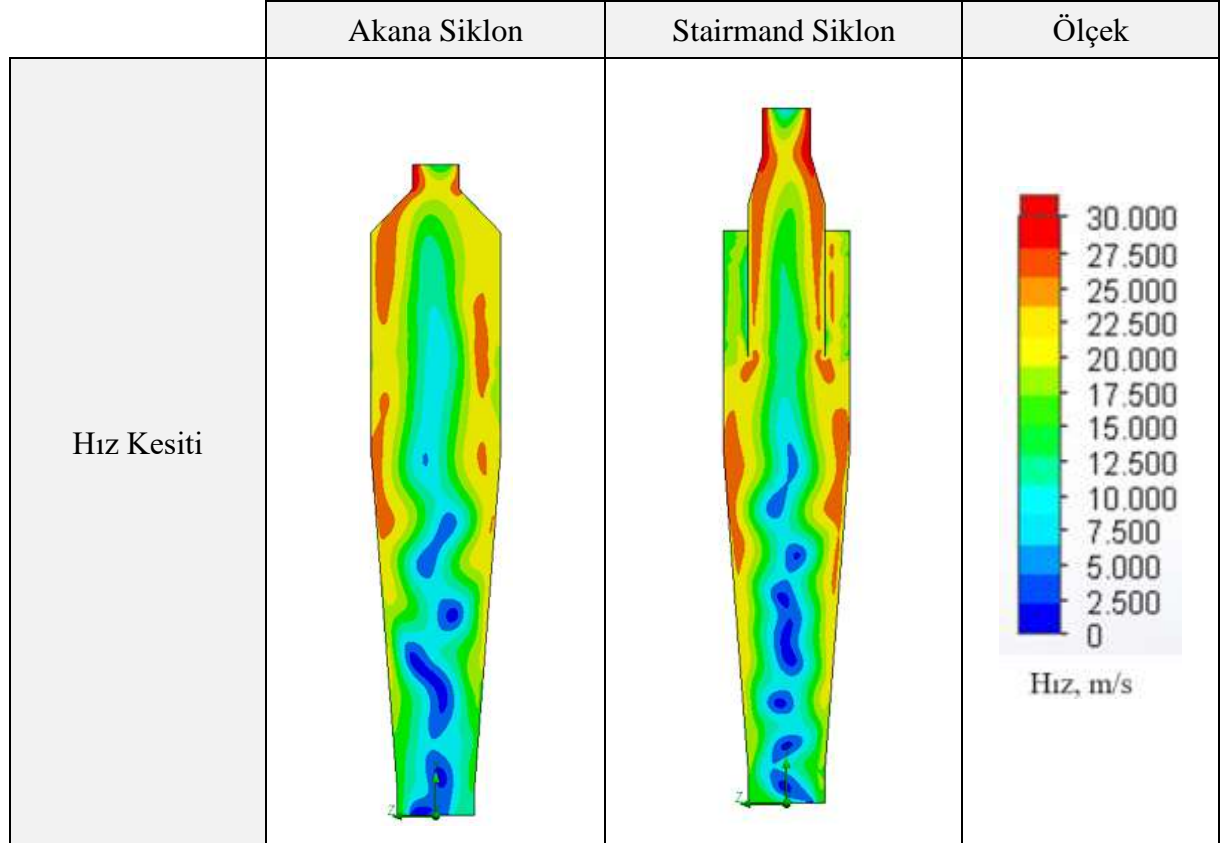 Akana Siklon
Stairmand Siklon
Ölçek
Hız Kesiti
30.000
27.500
25.000
22.500
20.000
17.500
15.000
12.500
10.000
7.500
5.000
2.500
0
Hız, m/s
Z
Z